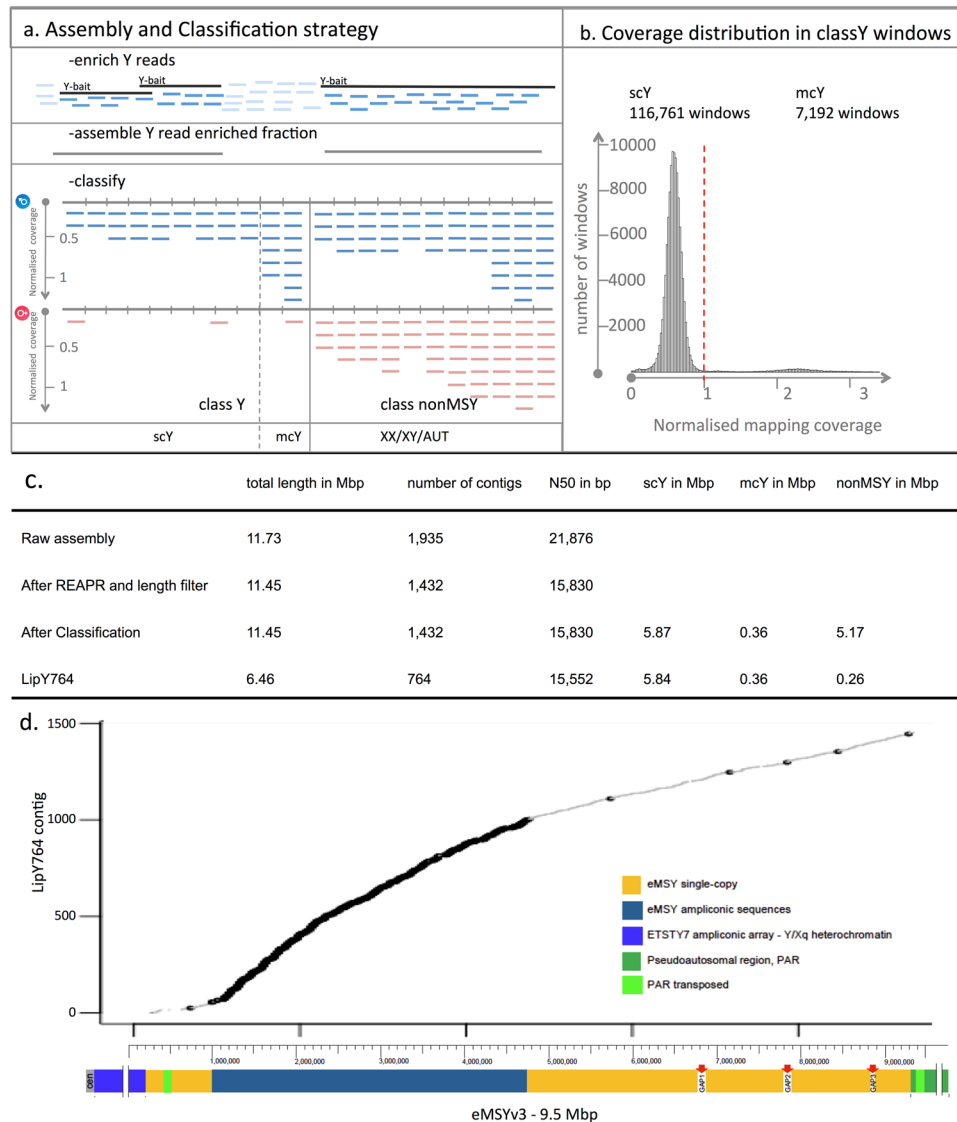 a. Assembly and Classification strategy
-enrich Y reads
Y-bait
Y-bait
Y-bait
-assemble Y read enriched fraction
-classify
Normalised coverage
0.5
1
Normalised coverage
0.5
1
class Y
class nonMSY
scY
mcY
XX/XY/AUT
b. Coverage distribution in classY windows
scY
116,761 windows
mcY
7,192 windows
number of windows
10000
8000
6000
4000
2000
0 1 2 3
Normalised mapping coverage
c.
total length in Mbp number of contigs N50 in bp scY in Mbp mcY in Mbp nonMSY in Mbp
Raw assembly 11.73 1,935 21,876
After REAPR and length filter 11.45 1,432 15,830
After Classification 11.45 1,432 15,830 5.87 0.36 5.17
LipY764 6.46 764 15,552 5.84 0.36 0.26
d.
LipY764 contig
1500
1000
500
0
eMSY single-copy
eMSY ampliconic sequences
ETSTY7 ampliconic array - Y/Xq heterochromatin
Pseudoautosomal region, PAR
PAR transposed
1,000,000 2,000,000 3,000,000 4,000,000 5,000,000 6,000,000 7,000,000 8,000,000 9,000,000
cen
GAP1
GAP2
GAP3
eMSYv3 - 9.5 Mbp